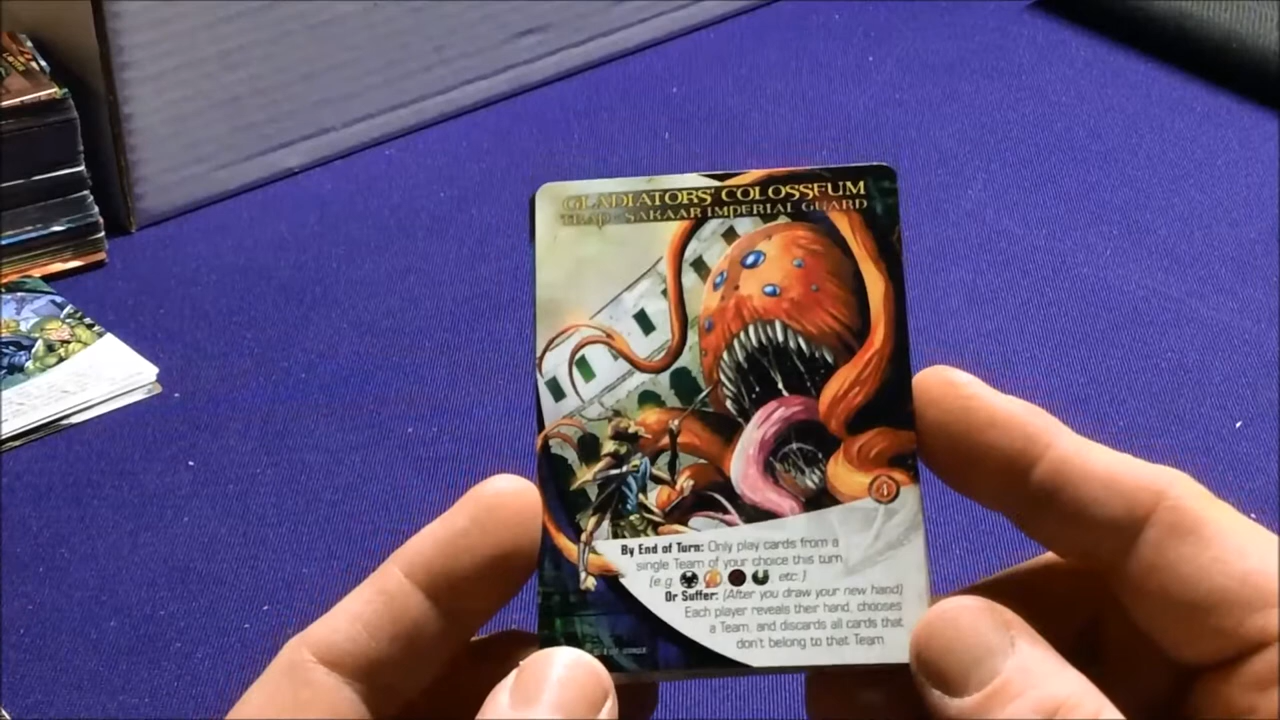 GLADIATORS' COLOSSEUM
TRAP - SAKAAR IMPERIAL GUARD
4
By End of Turn: Only play cards from a
single Team of your choice this turn
(e.g. , etc.)
Or Suffer: (After you draw your new hand)
Each player reveals their hand, chooses
a Team, and discards all cards that
don't belong to that Team